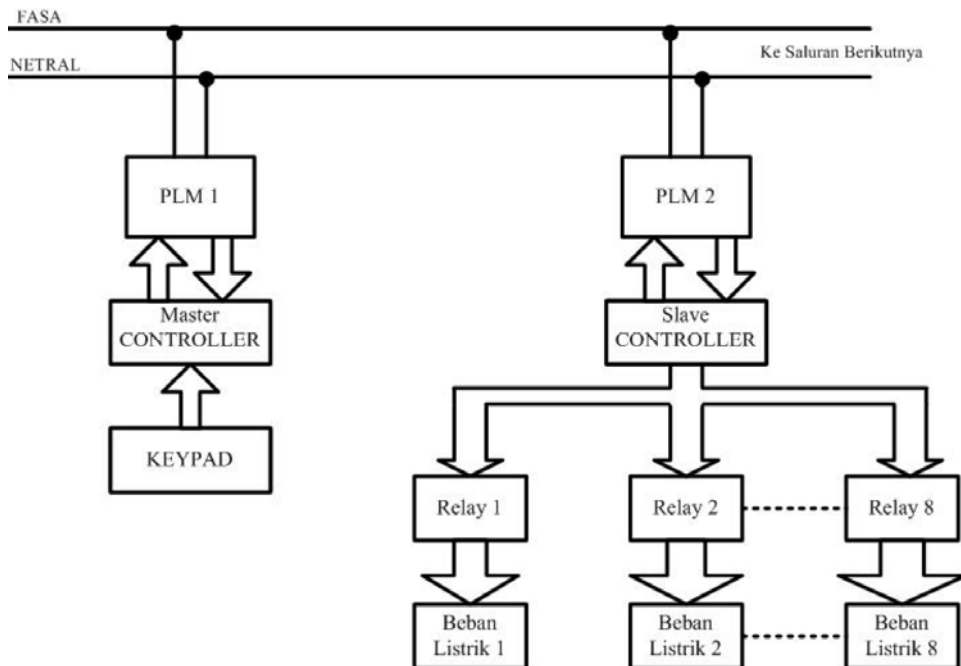 FASA
Ke Saluran Berikutnya
NETRAL
PLM 1
PLM 2
Master
CONTROLLER
Slave
CONTROLLER
KEYPAD
Relay 1
Relay 2
Relay 8
Beban
Listrik 1
Beban
Listrik 2
Beban
Listrik 8